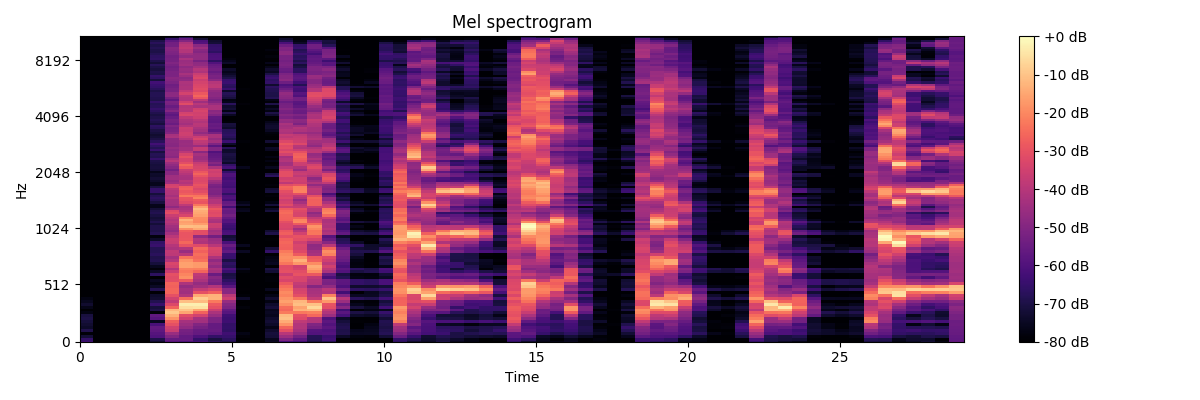 Mel spectrogram
8192
4096
2048
1024
512
0
Hz
0 5 10 15 20 25
Time
+0 dB
-10 dB
-20 dB
-30 dB
-40 dB
-50 dB
-60 dB
-70 dB
-80 dB